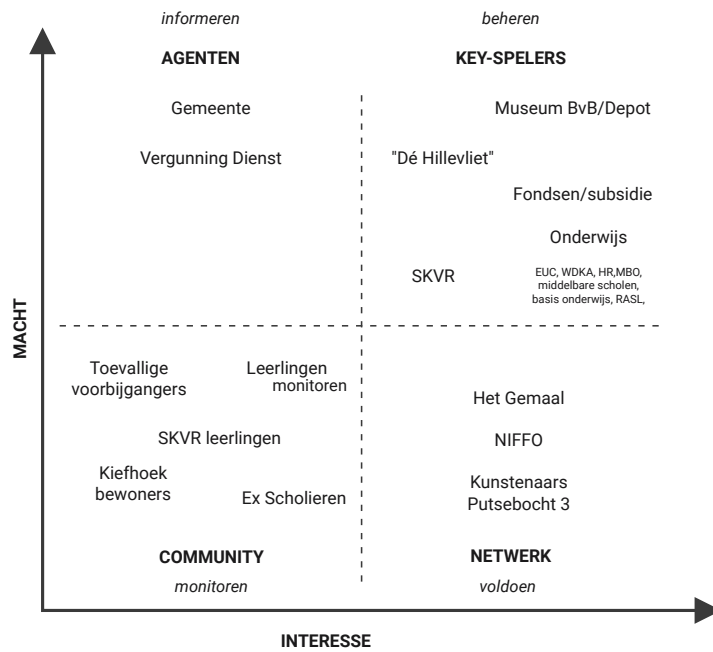 informeren
beheren
AGENTEN
KEY-SPELERS
Gemeente
Museum BvB/Depot
Vergunning Dienst
"Dé Hillevliet"
Fondsen/subsidie
Onderwijs
SKVR
EUC, WDKA, HR,MBO,
middelbare scholen,
basis onderwijs, RASL,
MACHT
Toevallige
voorbijgangers
Leerlingen
monitoren
Het Gemaal
SKVR leerlingen
NIFFO
Kiefhoek
bewoners
Ex Scholieren
Kunstenaars
Putsebocht 3
COMMUNITY
NETWERK
monitoren
voldoen
INTERESSE